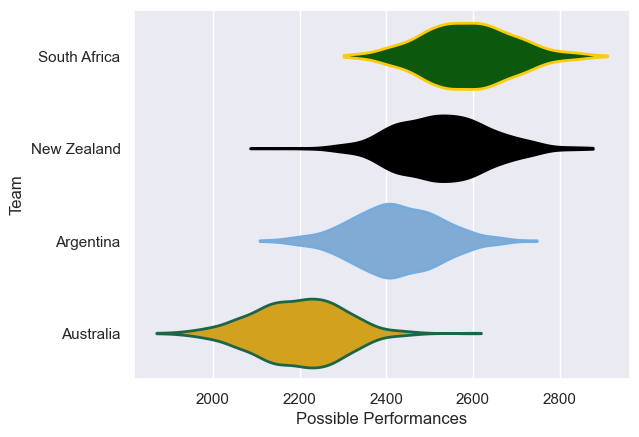 South Africa
New Zealand
Argentina
Australia
Team
2000 2200 2400 2600 2800
Possible Performances